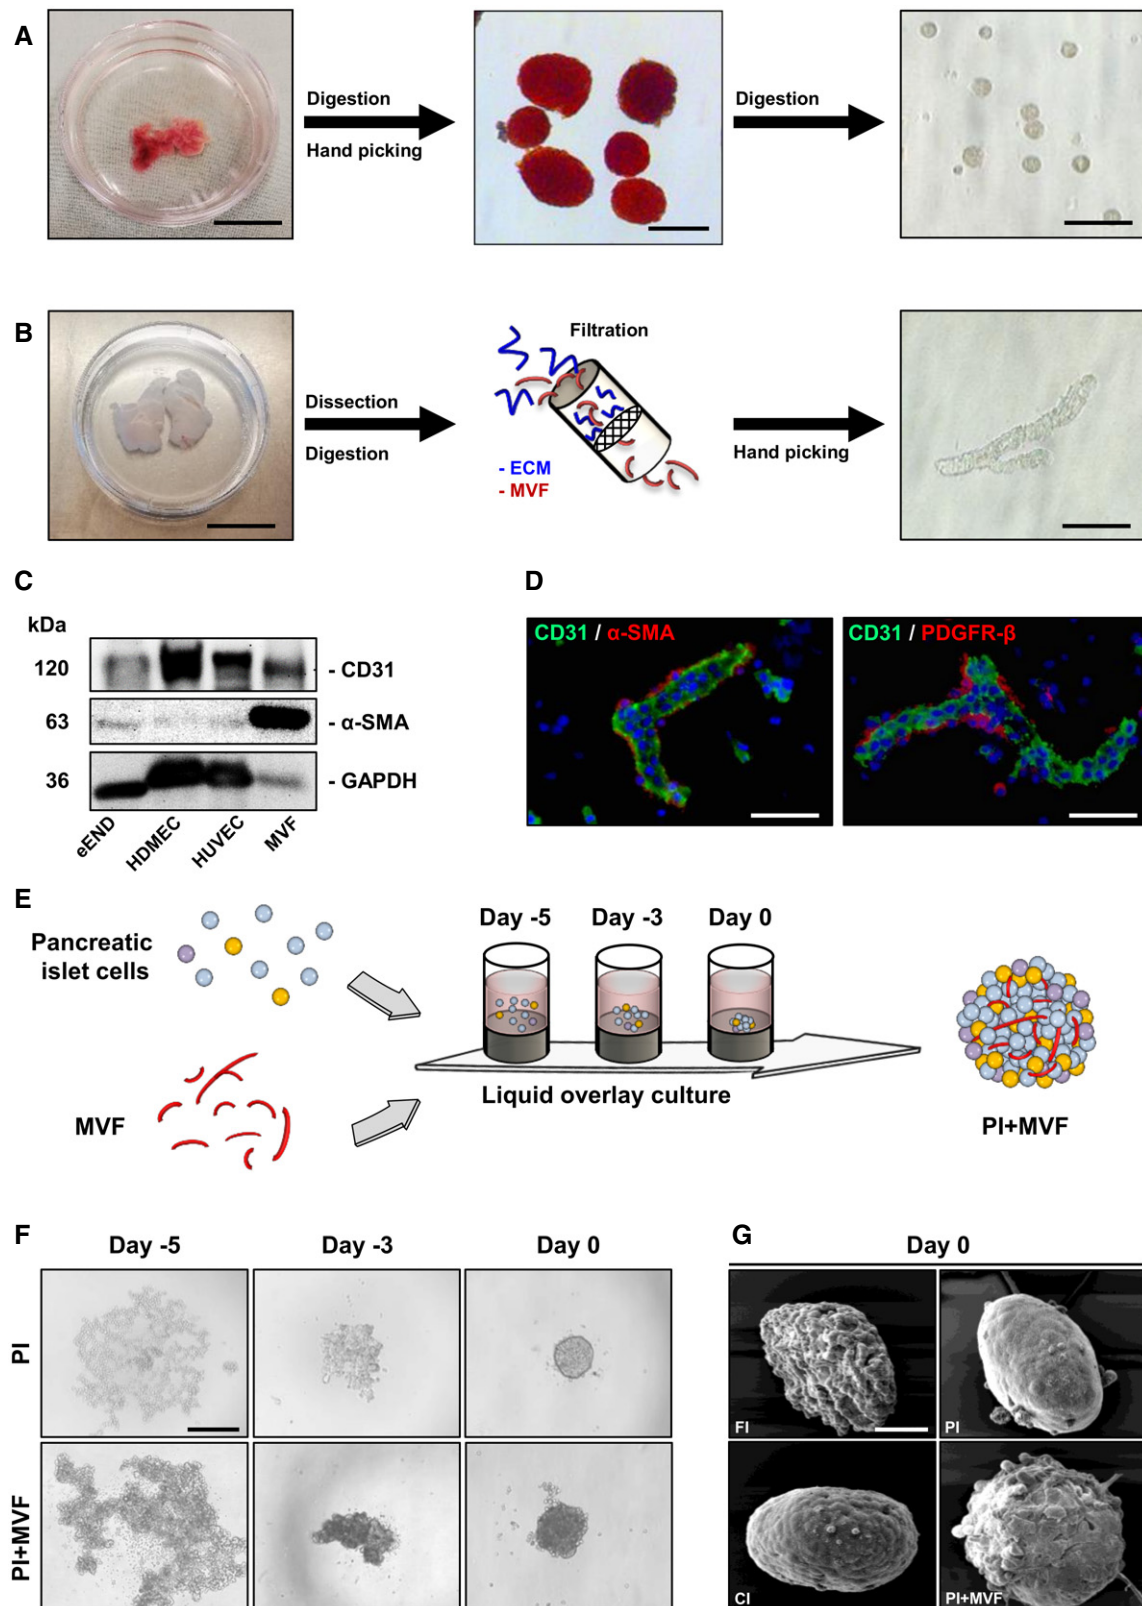 A
Digestion
Hand picking
Digestion
B
Dissection
Digestion
Filtration
- ECM
- MVF
Hand picking
C
kDa
120
- CD31
63
- α-SMA
36
- GAPDH
eEND
HDMEC
HUVEC
MVF
D
CD31 / α-SMA
CD31 / PDGFR-β
E
Pancreatic
islet cells
MVF
Day -5
Day -3
Day 0
Liquid overlay culture
PI+MVF
F
Day -5
Day -3
Day 0
PI
PI+MVF
G
Day 0
FI
PI
CI
PI+MVF